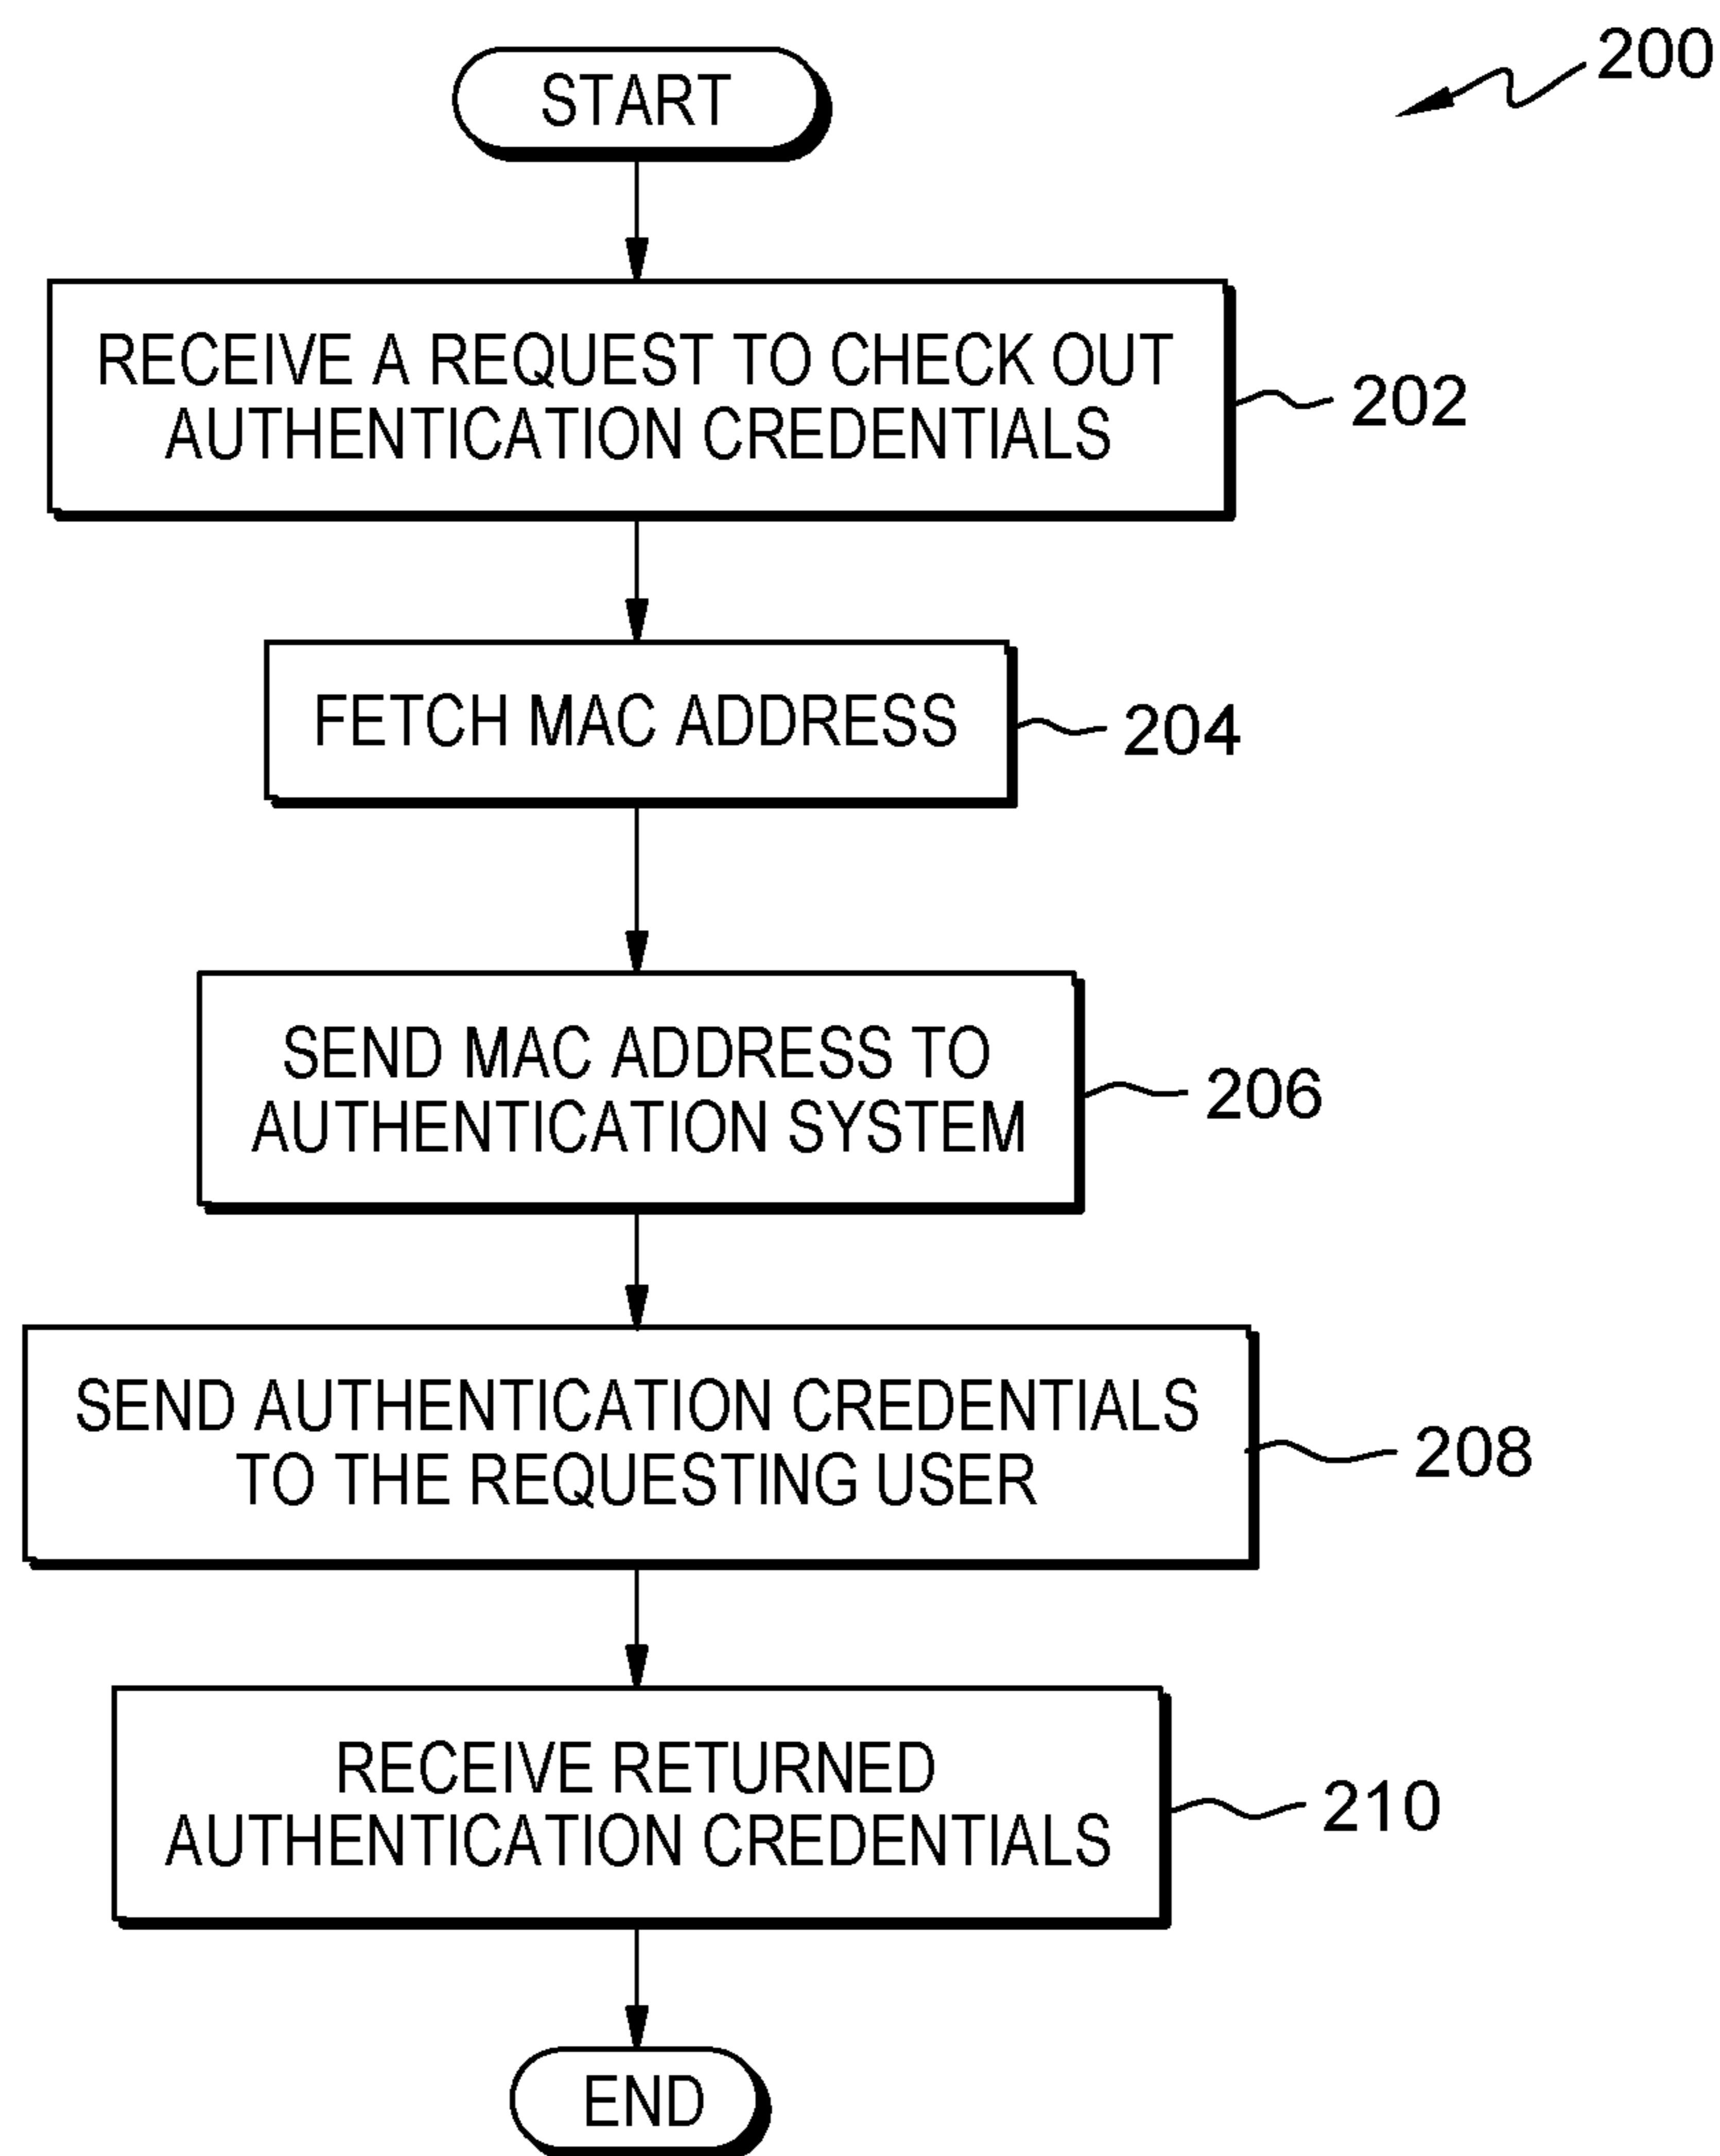 200
START
RECEIVE A REQUEST TO CHECK OUT
AUTHENTICATION CREDENTIALS
202
FETCH MAC ADDRESS
204
SEND MAC ADDRESS TO
AUTHENTICATION SYSTEM
206
SEND AUTHENTICATION CREDENTIALS
TO THE REQUESTING USER
208
RECEIVE RETURNED
AUTHENTICATION CREDENTIALS
210
END